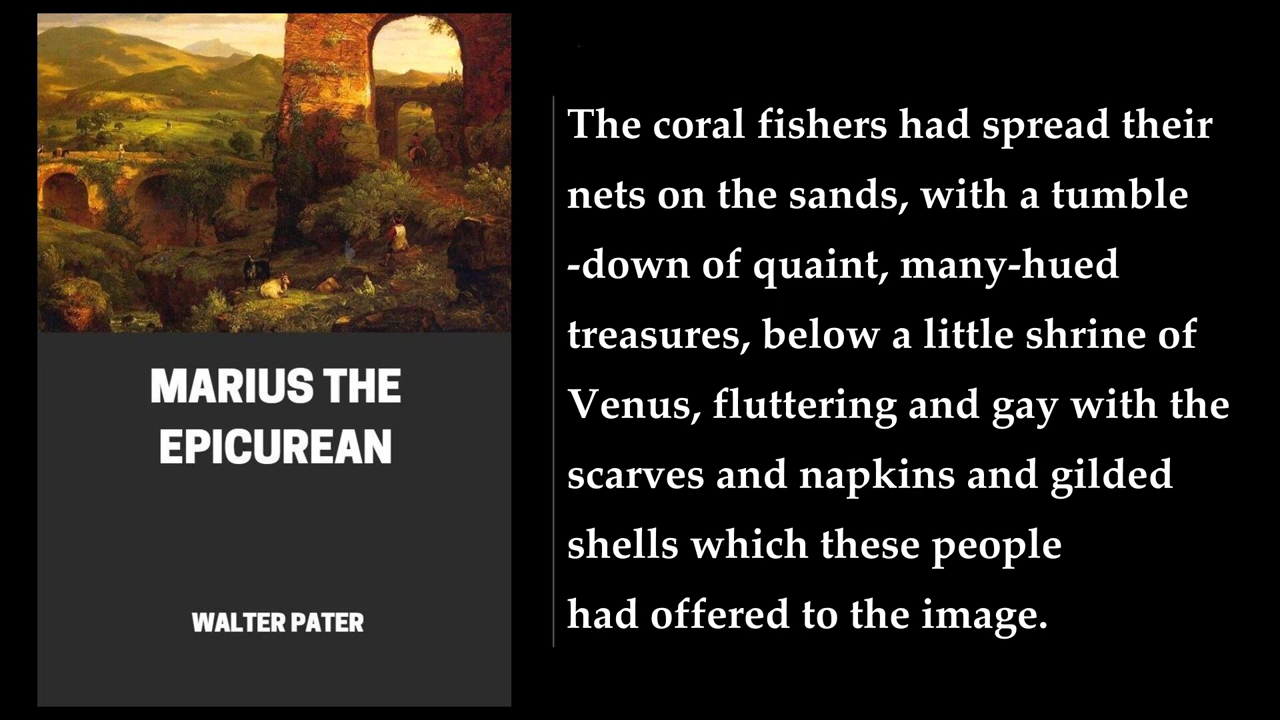 MARIUS THE
EPICUREAN
WALTER PATER
The coral fishers had spread their
nets on the sands, with a tumble
-down of quaint, many-hued
treasures, below a little shrine of
Venus, fluttering and gay with the
scarves and napkins and gilded
shells which these people
had offered to the image.